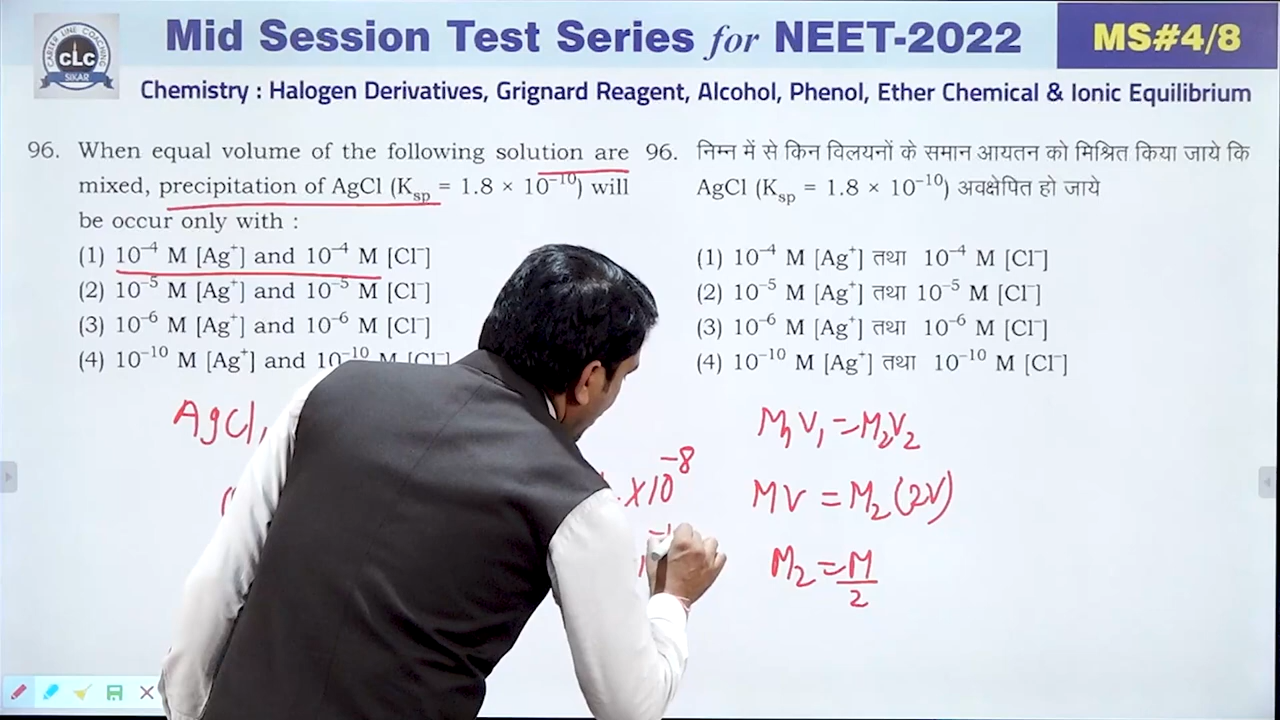 Mid Session Test Series for NEET-2022
MS#4/8
CAREER LINE COACHING
CLC
SIKAR
Chemistry : Halogen Derivatives, Grignard Reagent, Alcohol, Phenol, Ether Chemical & Ionic Equilibrium
96. When equal volume of the following solution are
mixed, precipitation of AgCl (Ksp = 1.8 × 10⁻¹⁰) will
be occur only with :
(1) 10⁻⁴ M [Ag⁺] and 10⁻⁴ M [Cl⁻]
(2) 10⁻⁵ M [Ag⁺] and 10⁻⁵ M [Cl⁻]
(3) 10⁻⁶ M [Ag⁺] and 10⁻⁶ M [Cl⁻]
(4) 10⁻¹⁰ M [Ag⁺] and 10⁻¹⁰ M [Cl⁻]
96. निम्न में से किन विलयनों के समान आयतन को मिश्रित किया जाये कि
AgCl (Ksp = 1.8 × 10⁻¹⁰) अवक्षेपित हो जाये
(1) 10⁻⁴ M [Ag⁺] तथा 10⁻⁴ M [Cl⁻]
(2) 10⁻⁵ M [Ag⁺] तथा 10⁻⁵ M [Cl⁻]
(3) 10⁻⁶ M [Ag⁺] तथा 10⁻⁶ M [Cl⁻]
(4) 10⁻¹⁰ M [Ag⁺] तथा 10⁻¹⁰ M [Cl⁻]
AgCl
×10⁻⁸
M₁V₁ = M₂V₂
MV = M₂(2V)
M₂ = M/2